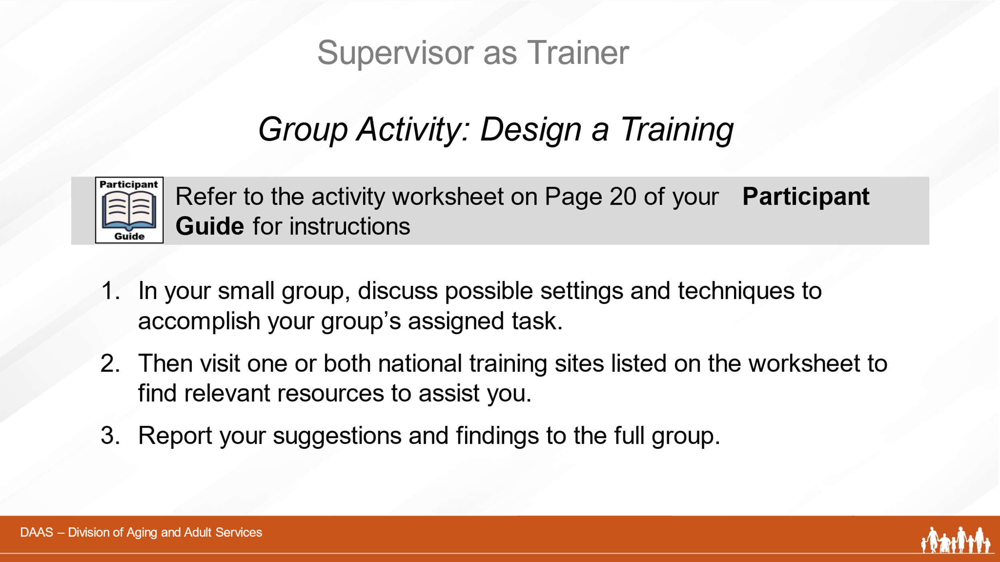 Supervisor as Trainer
Group Activity: Design a Training
Participant
Guide
Refer to the activity worksheet on Page 20 of your Participant
Guide for instructions
1. In your small group, discuss possible settings and techniques to
accomplish your group’s assigned task.
2. Then visit one or both national training sites listed on the worksheet to
find relevant resources to assist you.
3. Report your suggestions and findings to the full group.
DAAS – Division of Aging and Adult Services